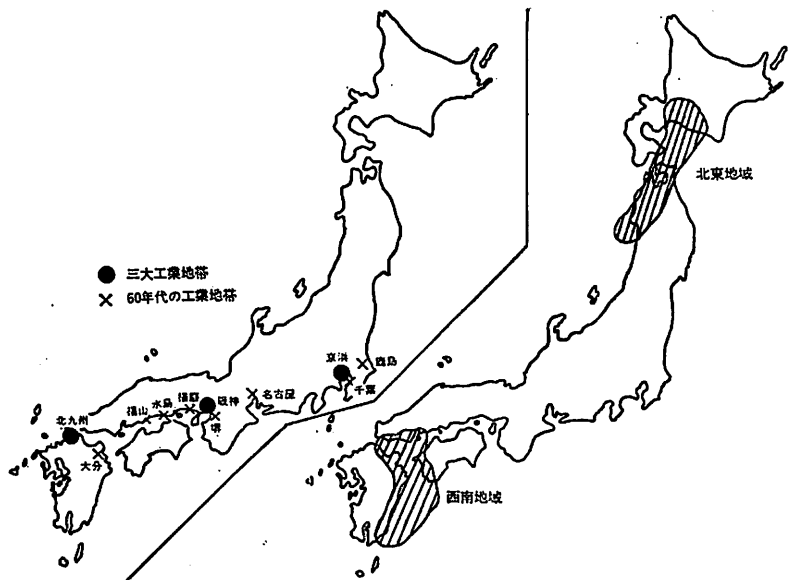 北東地域
三大工業地帯
60年代の工業地帯
京浜
鹿島
千葉
名古屋
阪神
播磨
堺
水島
福山
北九州
大分
西南地域